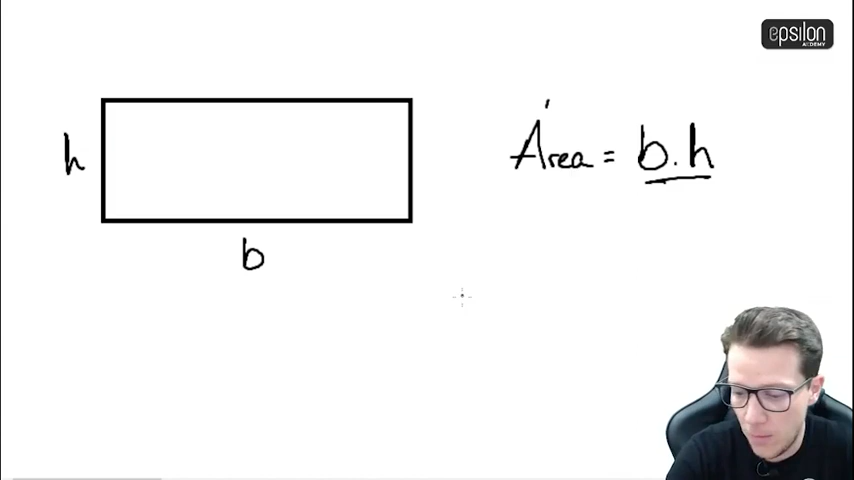 epsilon
ACADEMY
h
Área = b.h
b